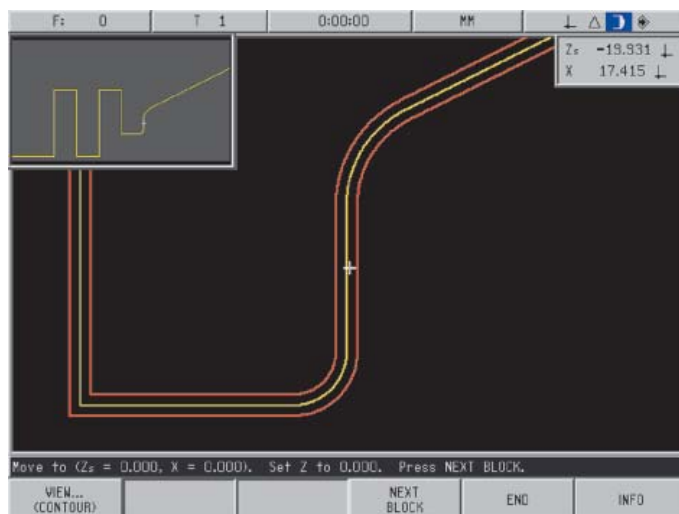 F: 0 T 1 0:00:00 MM
Zs -19.931
X 17.415
Move to (Zs = 0.000, X = 0.000). Set Z to 0.000. Press NEXT BLOCK.
VIEW...
(CONTOUR)
NEXT
BLOCK
END
INFO